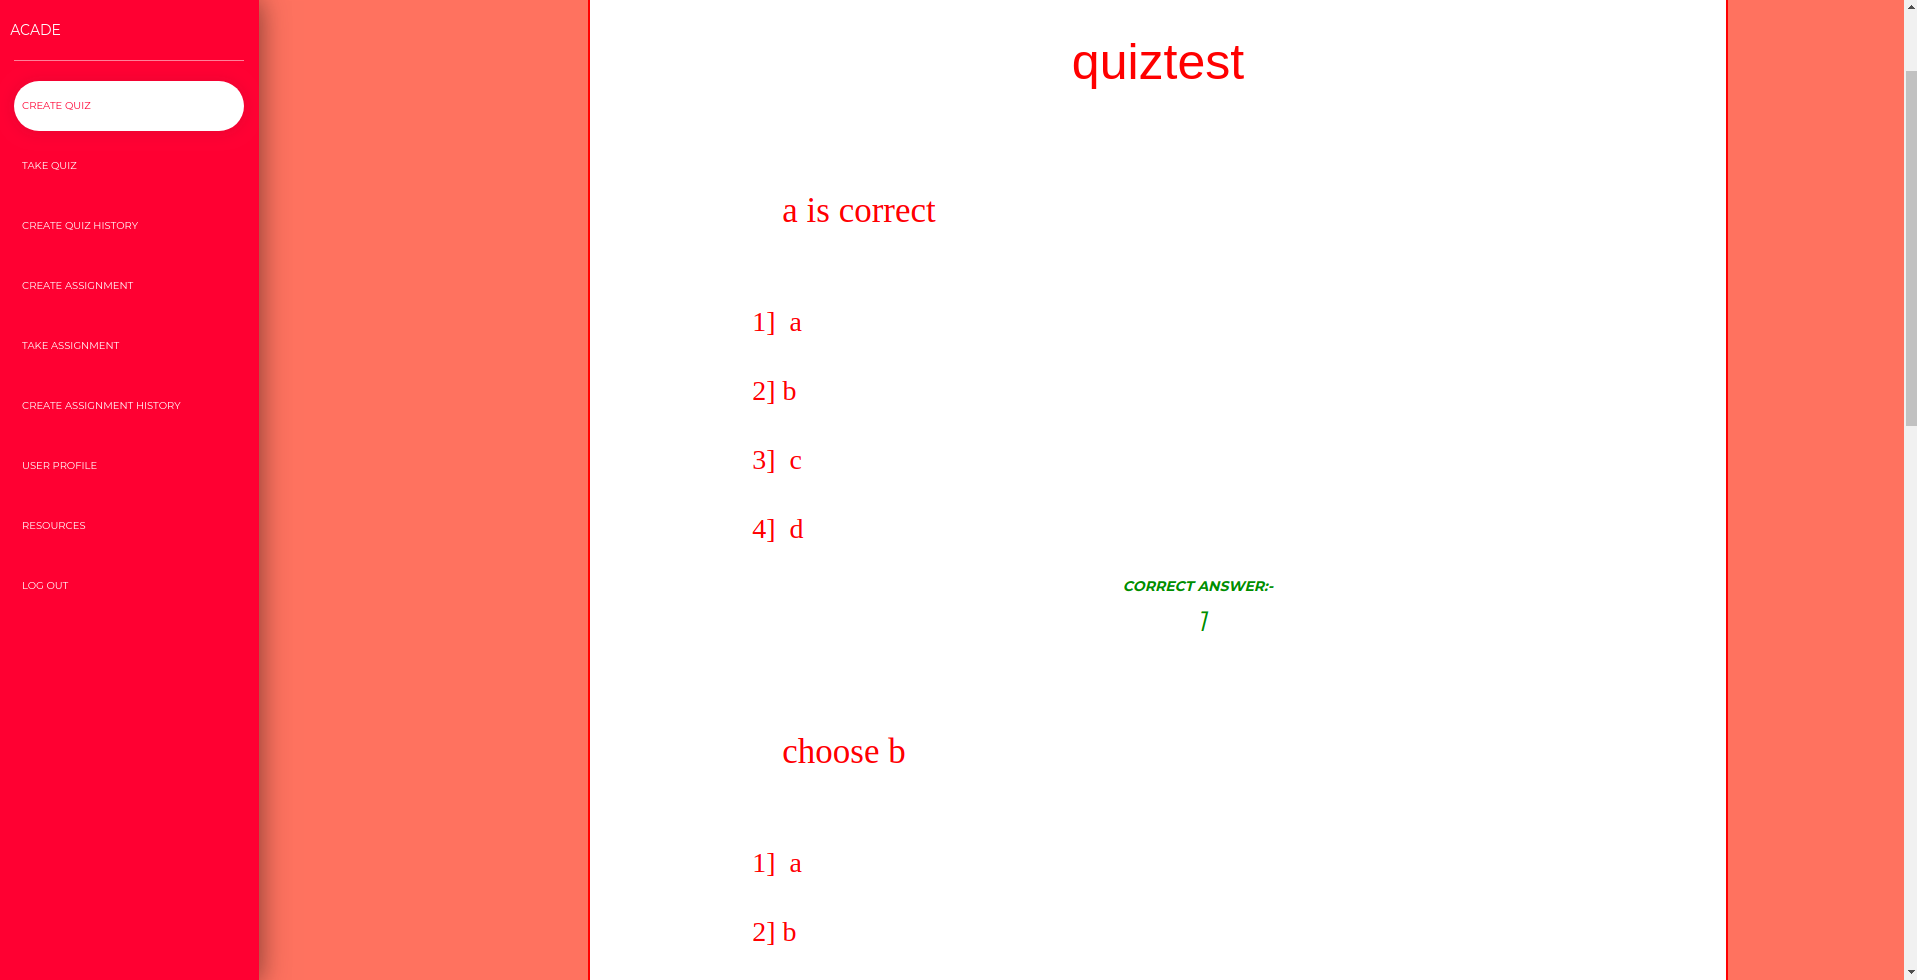 ACADE
CREATE QUIZ
TAKE QUIZ
CREATE QUIZ HISTORY
CREATE ASSIGNMENT
TAKE ASSIGNMENT
CREATE ASSIGNMENT HISTORY
USER PROFILE
RESOURCES
LOG OUT
quiztest
a is correct
1] a
2] b
3] c
4] d
CORRECT ANSWER:-
1
choose b
1] a
2] b